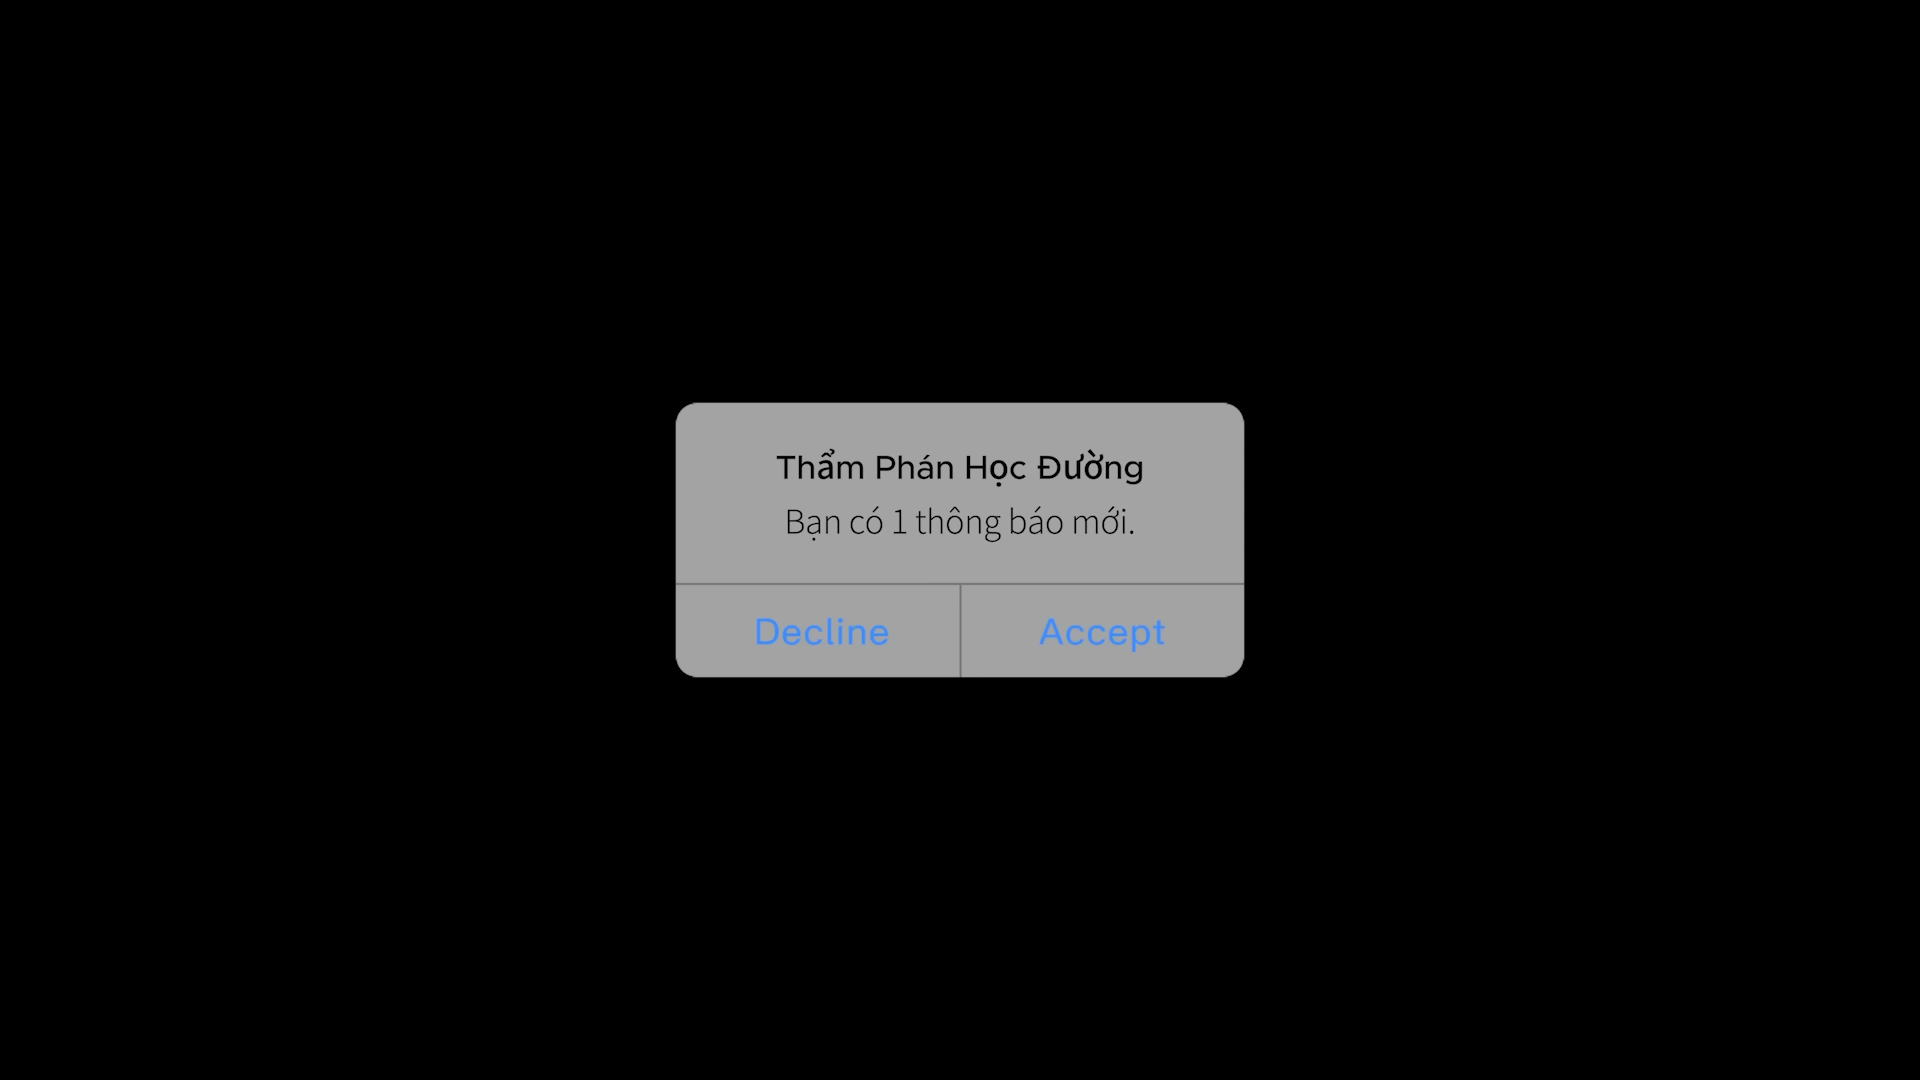 Thẩm Phán Học Đường
Bạn có 1 thông báo mới.
Decline
Accept